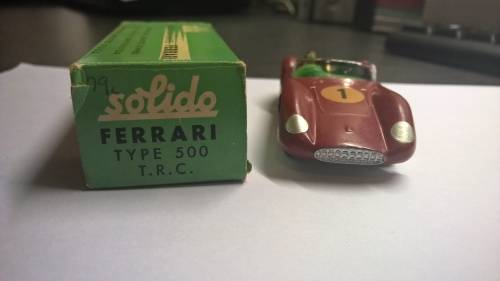 solido
FERRARI
TYPE 500
T.R.C.
1